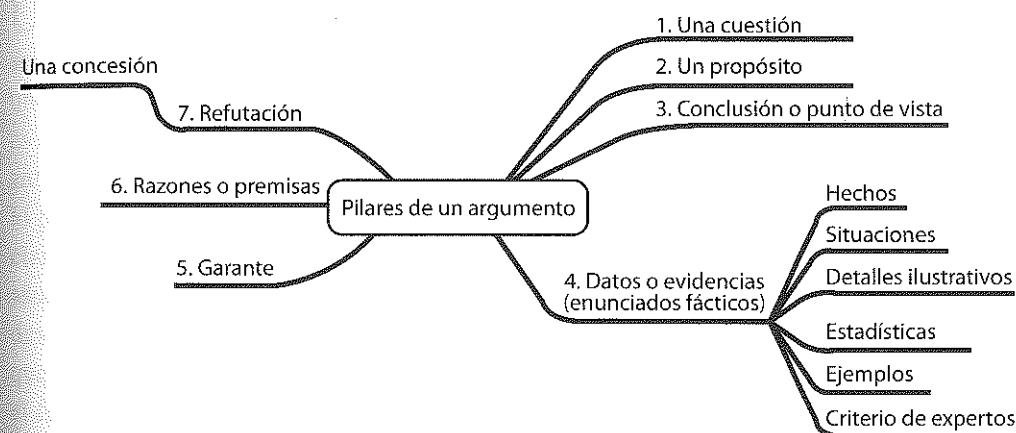 1. Una cuestión
2. Un propósito
3. Conclusión o punto de vista
Una concesión
7. Refutación
6. Razones o premisas
Pilares de un argumento
5. Garante
4. Datos o evidencias
(enunciados fácticos)
Hechos
Situaciones
Detalles ilustrativos
Estadísticas
Ejemplos
Criterio de expertos